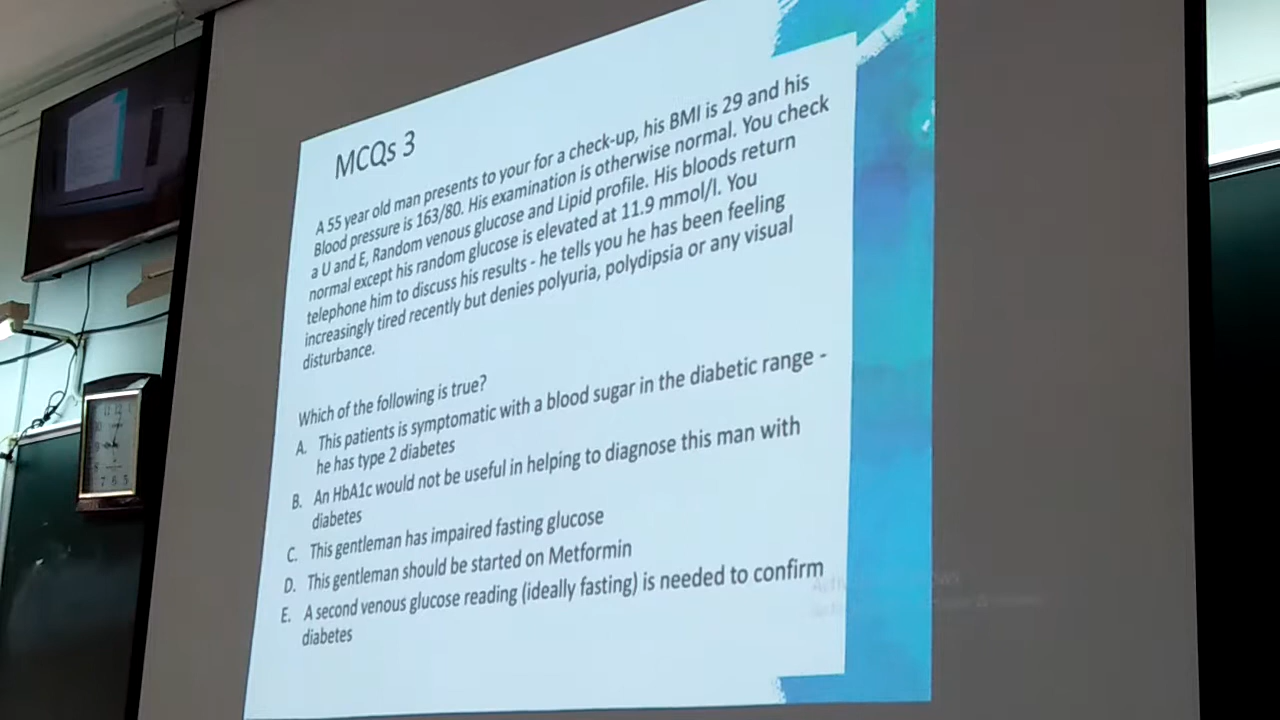 MCQs 3
A 55 year old man presents to your for a check-up, his BMI is 29 and his
Blood pressure is 163/80. His examination is otherwise normal. You check
a U and E, Random venous glucose and Lipid profile. His bloods return
normal except his random glucose is elevated at 11.9 mmol/l. You
telephone him to discuss his results - he tells you he has been feeling
increasingly tired recently but denies polyuria, polydipsia or any visual
disturbance.
Which of the following is true?
A. This patients is symptomatic with a blood sugar in the diabetic range -
he has type 2 diabetes
B. An HbA1c would not be useful in helping to diagnose this man with
diabetes
C. This gentleman has impaired fasting glucose
D. This gentleman should be started on Metformin
E. A second venous glucose reading (ideally fasting) is needed to confirm
diabetes